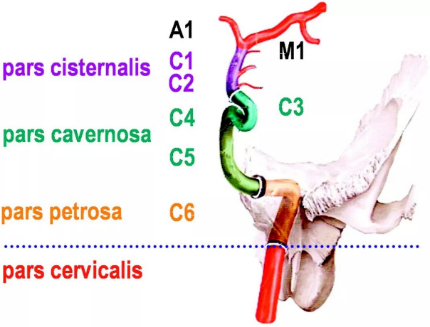 A1
M1
pars cisternalis C1
C2
C3
pars cavernosa C4
C5
pars petrosa C6
pars cervicalis